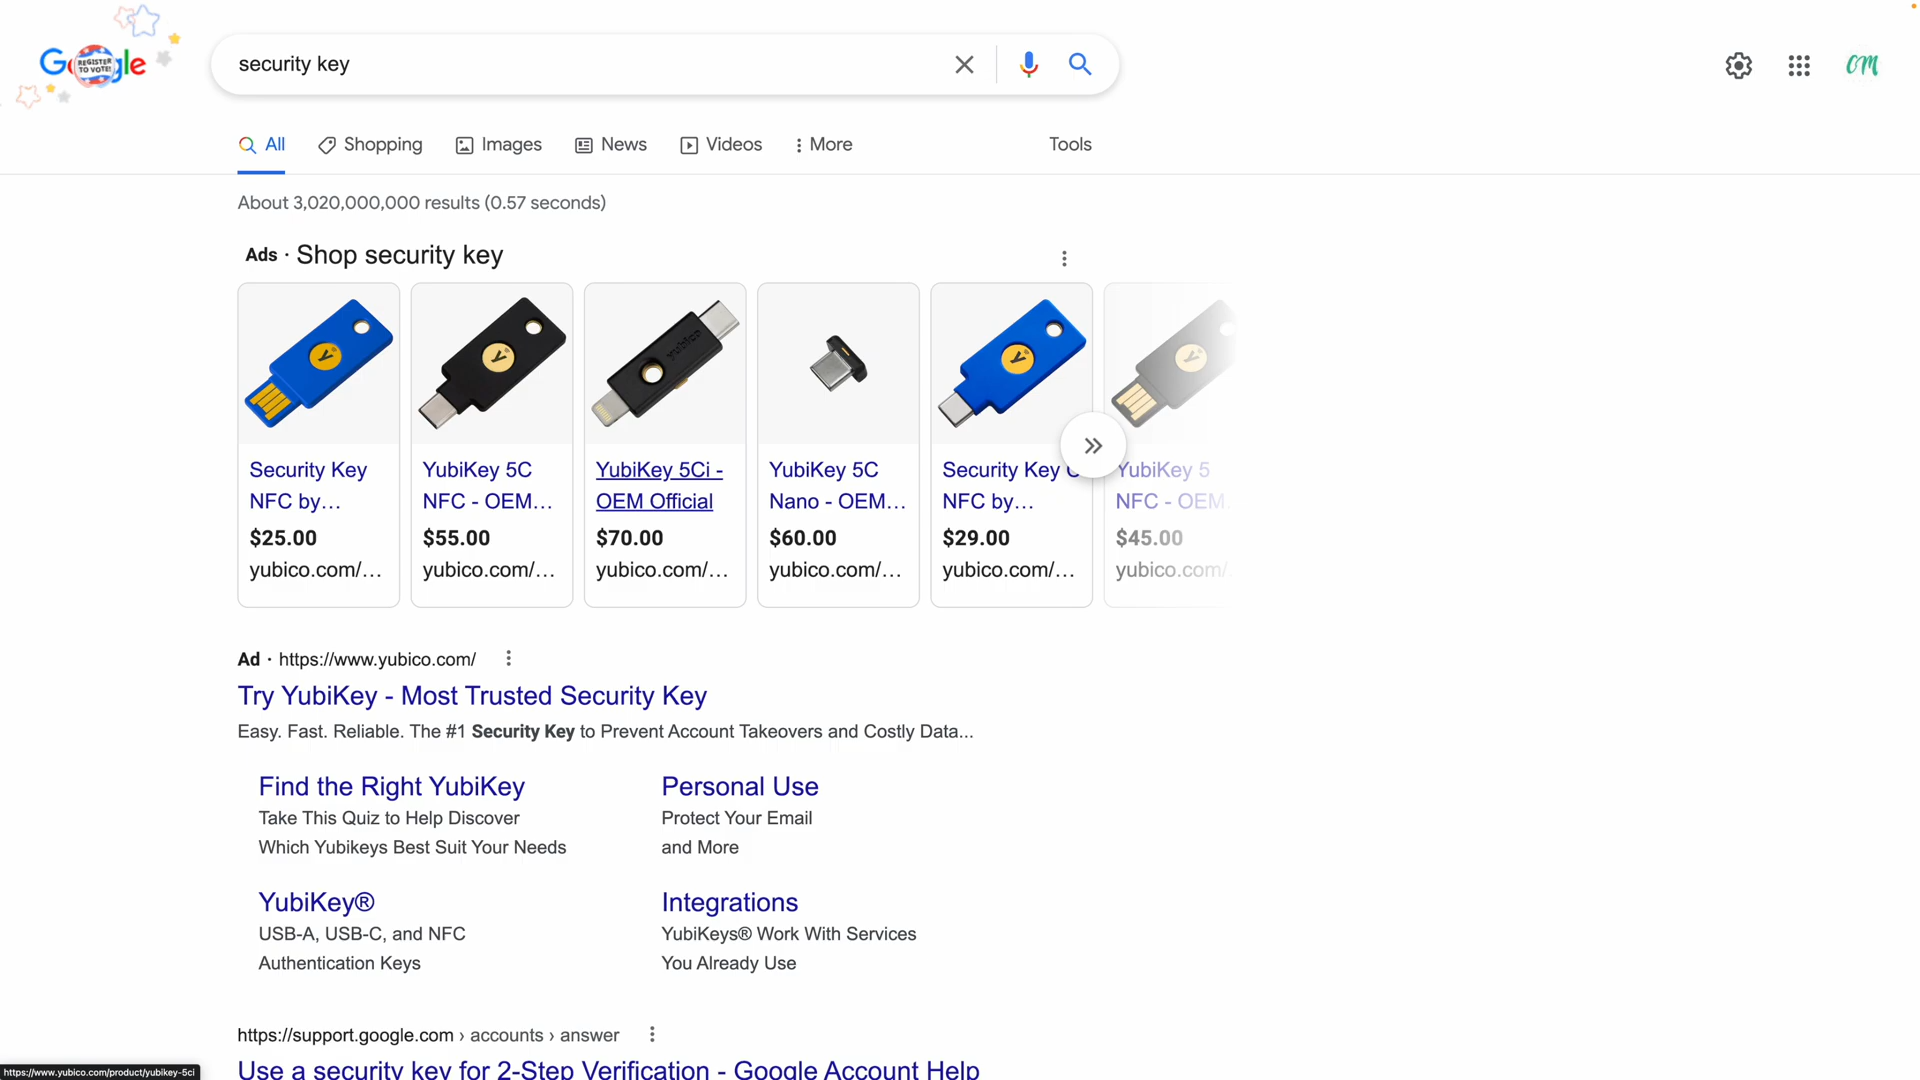 Google
REGISTER
TO VOTE!
security key
OM
All
Shopping
Images
News
Videos
More
Tools
About 3,020,000,000 results (0.57 seconds)
Ads · Shop security key
yubico
Security Key
NFC by...
$25.00
yubico.com/...
YubiKey 5C
NFC - OEM...
$55.00
yubico.com/...
YubiKey 5Ci -
OEM Official
$70.00
yubico.com/...
YubiKey 5C
Nano - OEM...
$60.00
yubico.com/...
Security Key C
NFC by...
$29.00
yubico.com/...
YubiKey 5
NFC - OEM.
$45.00
yubico.com/
Ad · https://www.yubico.com/
Try YubiKey - Most Trusted Security Key
Easy. Fast. Reliable. The #1 Security Key to Prevent Account Takeovers and Costly Data...
Find the Right YubiKey
Take This Quiz to Help Discover
Which Yubikeys Best Suit Your Needs
Personal Use
Protect Your Email
and More
YubiKey®
USB-A, USB-C, and NFC
Authentication Keys
Integrations
YubiKeys® Work With Services
You Already Use
https://support.google.com › accounts › answer
Use a security key for 2-Step Verification - Google Account Help
https://www.yubico.com/product/yubikey-5ci